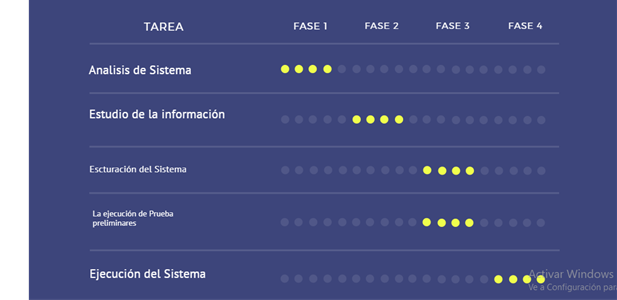 TAREA FASE 1 FASE 2 FASE 3 FASE 4
Analisis de Sistema
Estudio de la información
Escturación del Sistema
La ejecución de Prueba
preliminares
Ejecución del Sistema
Activar Windows
Ve a Configuración para